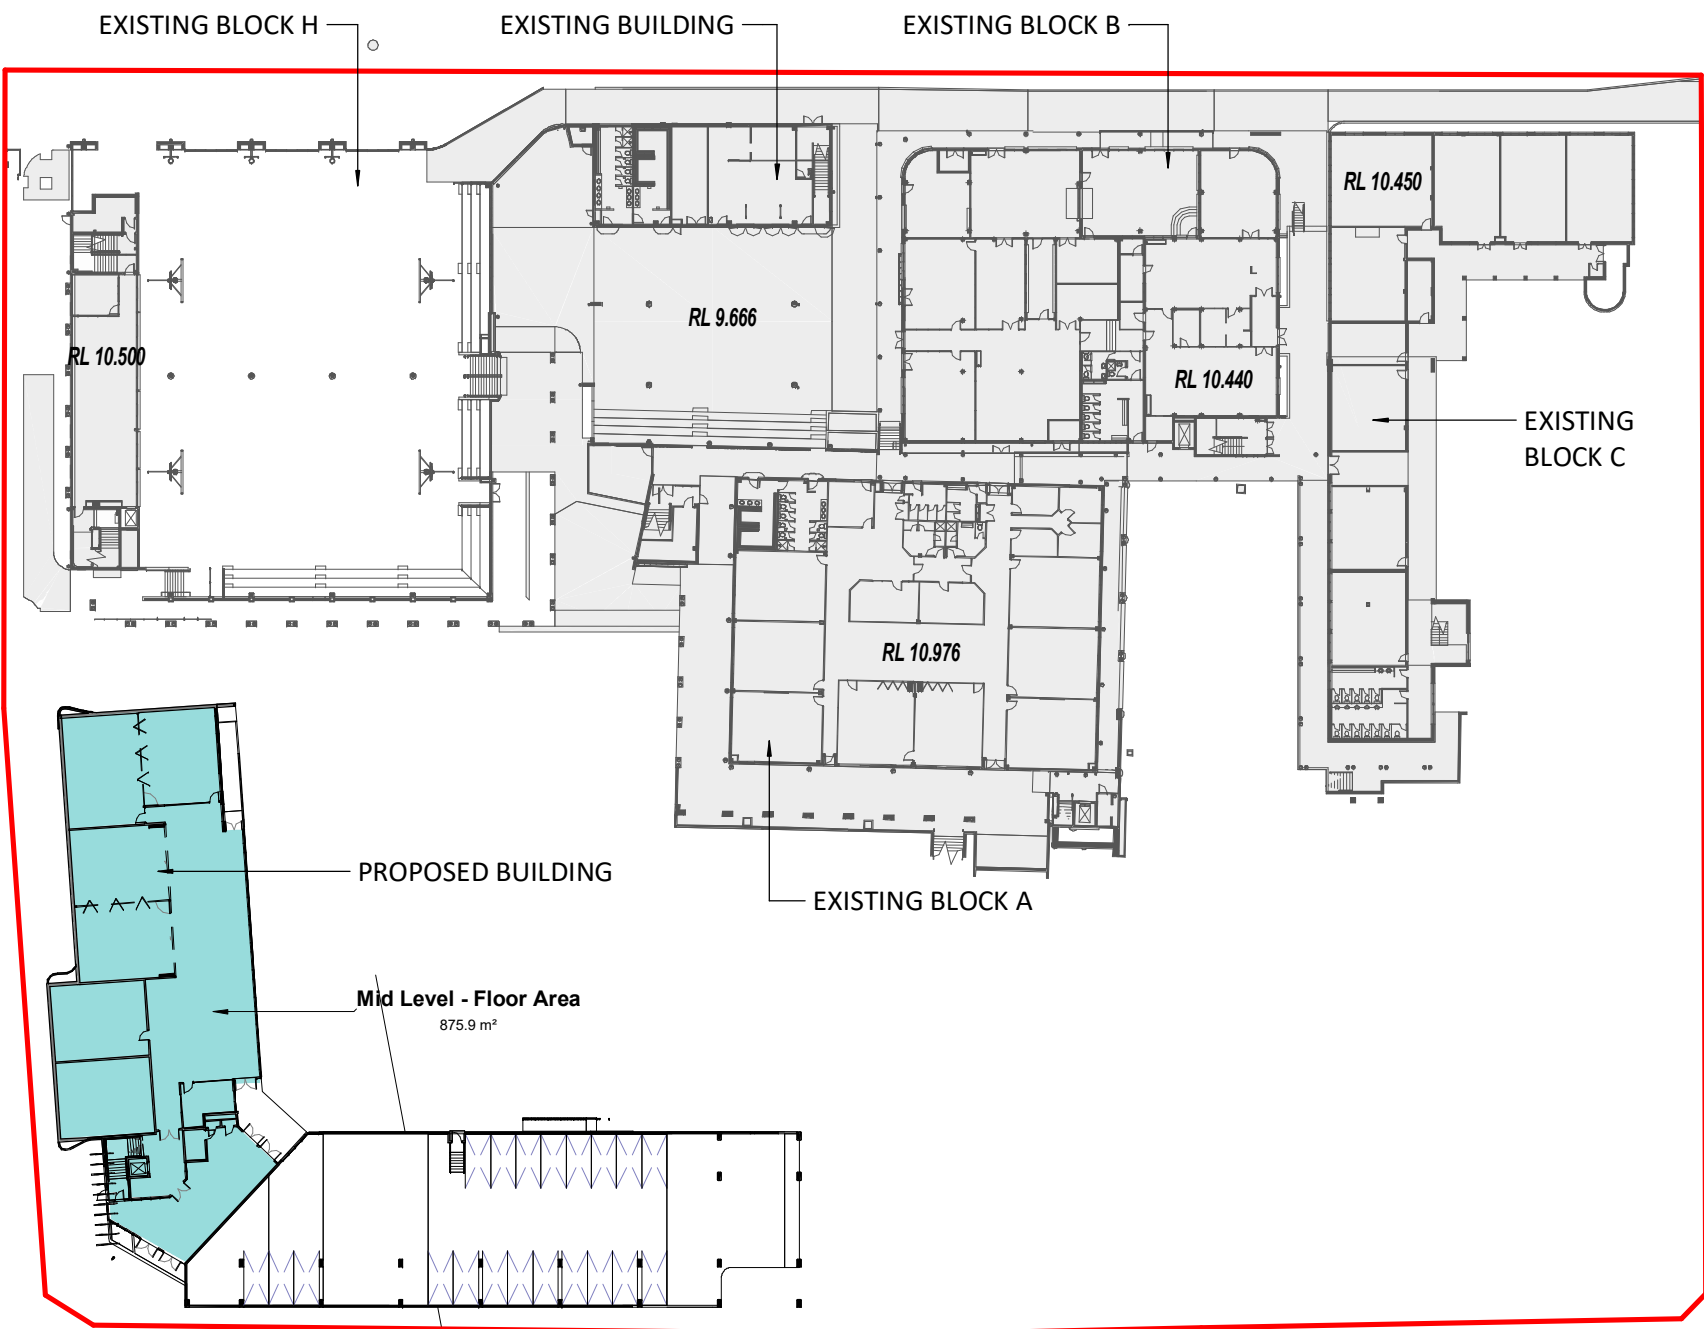 EXISTING BLOCK H
EXISTING BUILDING
EXISTING BLOCK B
RL 10.450
RL 9.666
RL 10.500
RL 10.440
EXISTING
BLOCK C
RL 10.976
PROPOSED BUILDING
EXISTING BLOCK A
Mid Level - Floor Area
875.9 m²